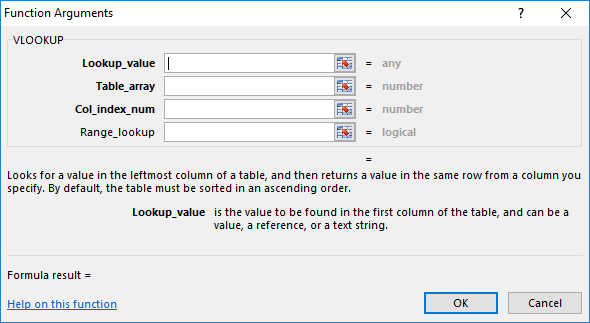 Function Arguments
VLOOKUP
Lookup_value = any
Table_array = number
Col_index_num = number
Range_lookup = logical
=
Looks for a value in the leftmost column of a table, and then returns a value in the same row from a column you
specify. By default, the table must be sorted in an ascending order.
Lookup_value is the value to be found in the first column of the table, and can be a
value, a reference, or a text string.
Formula result =
Help on this function OK Cancel